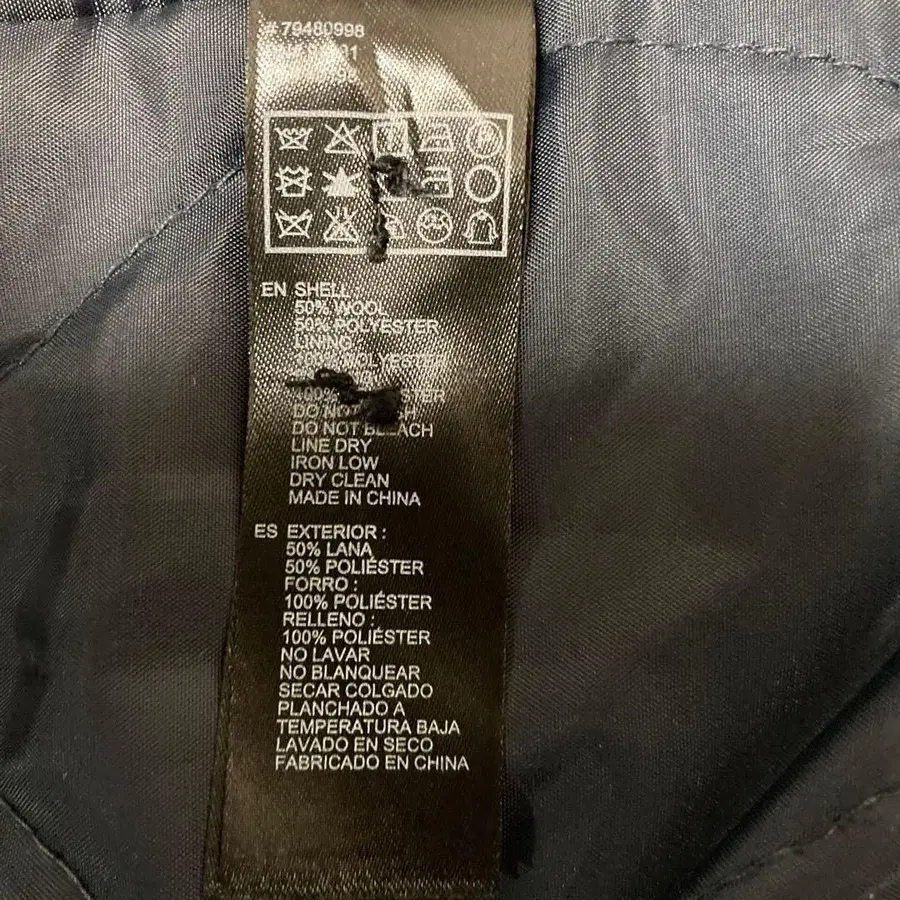 #79480998
EN SHELL
50% WOOL
50% POLYESTER
LINING
DO NOT
DO NOT BLEACH
LINE DRY
IRON LOW
DRY CLEAN
MADE IN CHINA
ES EXTERIOR :
50% LANA
50% POLIÉSTER
FORRO :
100% POLIÉSTER
RELLENO :
100% POLIÉSTER
NO LAVAR
NO BLANQUEAR
SECAR COLGADO
PLANCHADO A
TEMPERATURA BAJA
LAVADO EN SECO
FABRICADO EN CHINA